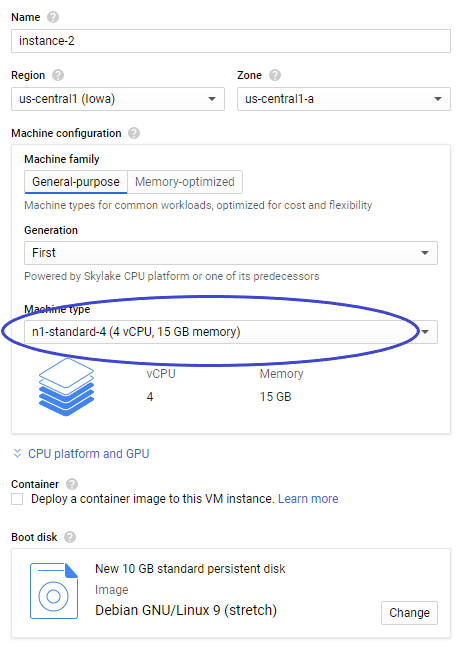 Name
instance-2
Region Zone
us-central1 (Iowa) us-central1-a
Machine configuration
Machine family
General-purpose Memory-optimized
Machine types for common workloads, optimized for cost and flexibility
Generation
First
Powered by Skylake CPU platform or one of its predecessors
Machine type
n1-standard-4 (4 vCPU, 15 GB memory)
vCPU Memory
4 15 GB
CPU platform and GPU
Container
Deploy a container image to this VM instance. Learn more
Boot disk
New 10 GB standard persistent disk
Image
Debian GNU/Linux 9 (stretch)
Change